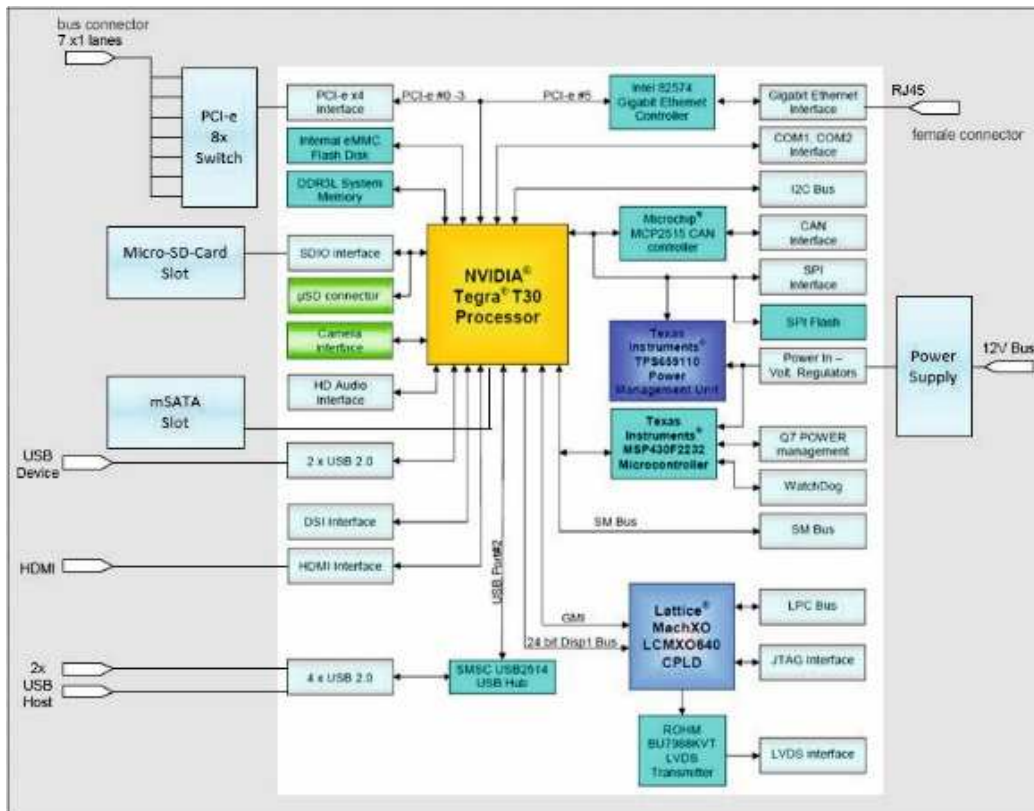 bus connector
7 x1 lanes
PCI-e
8x
Switch
PCI-e x4
Interface
PCI-e #0 -3
PCI-e #5
Intel 82574
Gigabit Ethernet
Controller
Gigabit Ethernet
Interface
RJ45
female connector
Internal eMMC
Flash Disk
COM1, COM2
Interface
DDR3L System
Memory
I2C Bus
Micro-SD-Card
Slot
SDIO interface
NVIDIA®
Tegra® T30
Processor
Microchip®
MCP2515 CAN
controller
CAN
Interface
µSD connector
SPI
Interface
Camera
interface
Texas
Instruments®
TPS659110
Power
Management Unit
SPI Flash
Power In –
Volt. Regulators
Power
Supply
12V Bus
HD Audio
Interface
mSATA
Slot
Texas
Instruments®
MSP430F2232
Microcontroller
Q7 POWER
management
USB
Device
2 x USB 2.0
WatchDog
DSI Interface
SM Bus
SM Bus
HDMI
HDMI Interface
USB Port#2
GMI
24 bit Disp1 Bus
Lattice®
MachXO
LCMXO640
CPLD
LPC Bus
JTAG Interface
2x
USB
Host
4 x USB 2.0
SMSC USB2514
USB Hub
ROHM
BU7988KVT
LVDS
Transmitter
LVDS interface